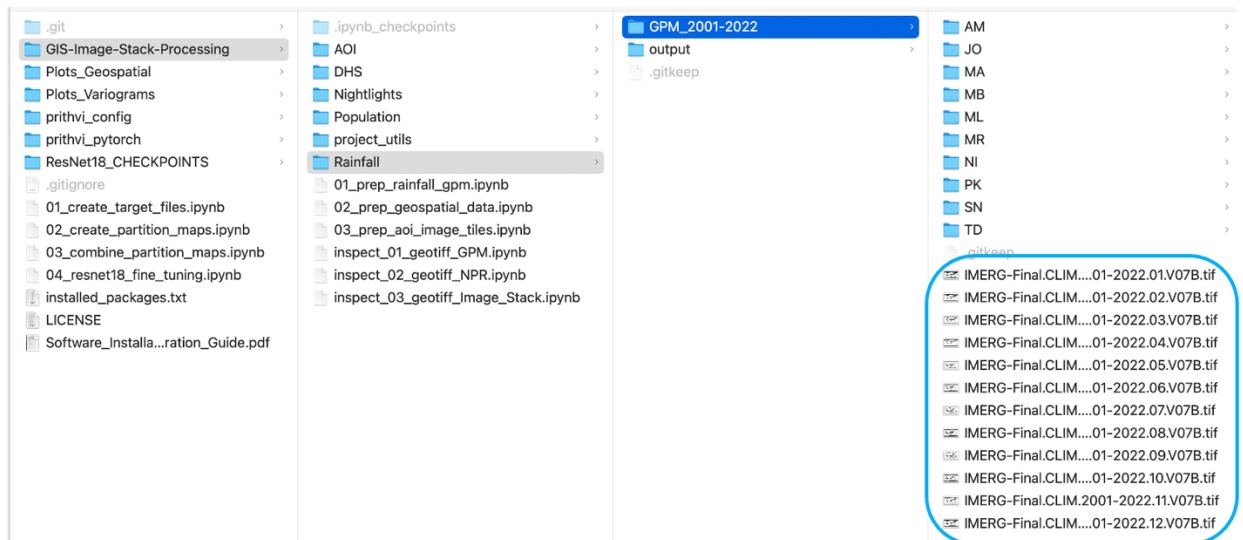 .git
GIS-Image-Stack-Processing
Plots_Geospatial
Plots_Variograms
prithvi_config
prithvi_pytorch
ResNet18_CHECKPOINTS
.gitignore
01_create_target_files.ipynb
02_create_partition_maps.ipynb
03_combine_partition_maps.ipynb
04_resnet18_fine_tuning.ipynb
installed_packages.txt
LICENSE
Software_Installa...ration_Guide.pdf
.ipynb_checkpoints
AOI
DHS
Nightlights
Population
project_utils
Rainfall
01_prep_rainfall_gpm.ipynb
02_prep_geospatial_data.ipynb
03_prep_aoi_image_tiles.ipynb
inspect_01_geotiff_GPM.ipynb
inspect_02_geotiff_NPR.ipynb
inspect_03_geotiff_Image_Stack.ipynb
GPM_2001-2022
output
.gitkeep
AM
JO
MA
MB
ML
MR
NI
PK
SN
TD
.gitkeep
IMERG-Final.CLIM....01-2022.01.V07B.tif
IMERG-Final.CLIM....01-2022.02.V07B.tif
IMERG-Final.CLIM....01-2022.03.V07B.tif
IMERG-Final.CLIM....01-2022.04.V07B.tif
IMERG-Final.CLIM....01-2022.05.V07B.tif
IMERG-Final.CLIM....01-2022.06.V07B.tif
IMERG-Final.CLIM....01-2022.07.V07B.tif
IMERG-Final.CLIM....01-2022.08.V07B.tif
IMERG-Final.CLIM....01-2022.09.V07B.tif
IMERG-Final.CLIM....01-2022.10.V07B.tif
IMERG-Final.CLIM.2001-2022.11.V07B.tif
IMERG-Final.CLIM....01-2022.12.V07B.tif